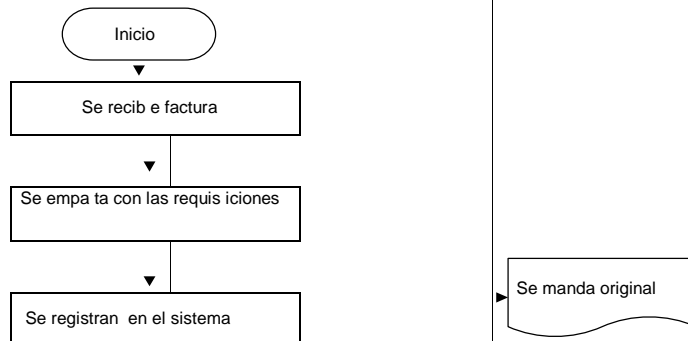 Inicio
Se recib e factura
Se empa ta con las requis iciones
Se registran en el sistema
Se manda original